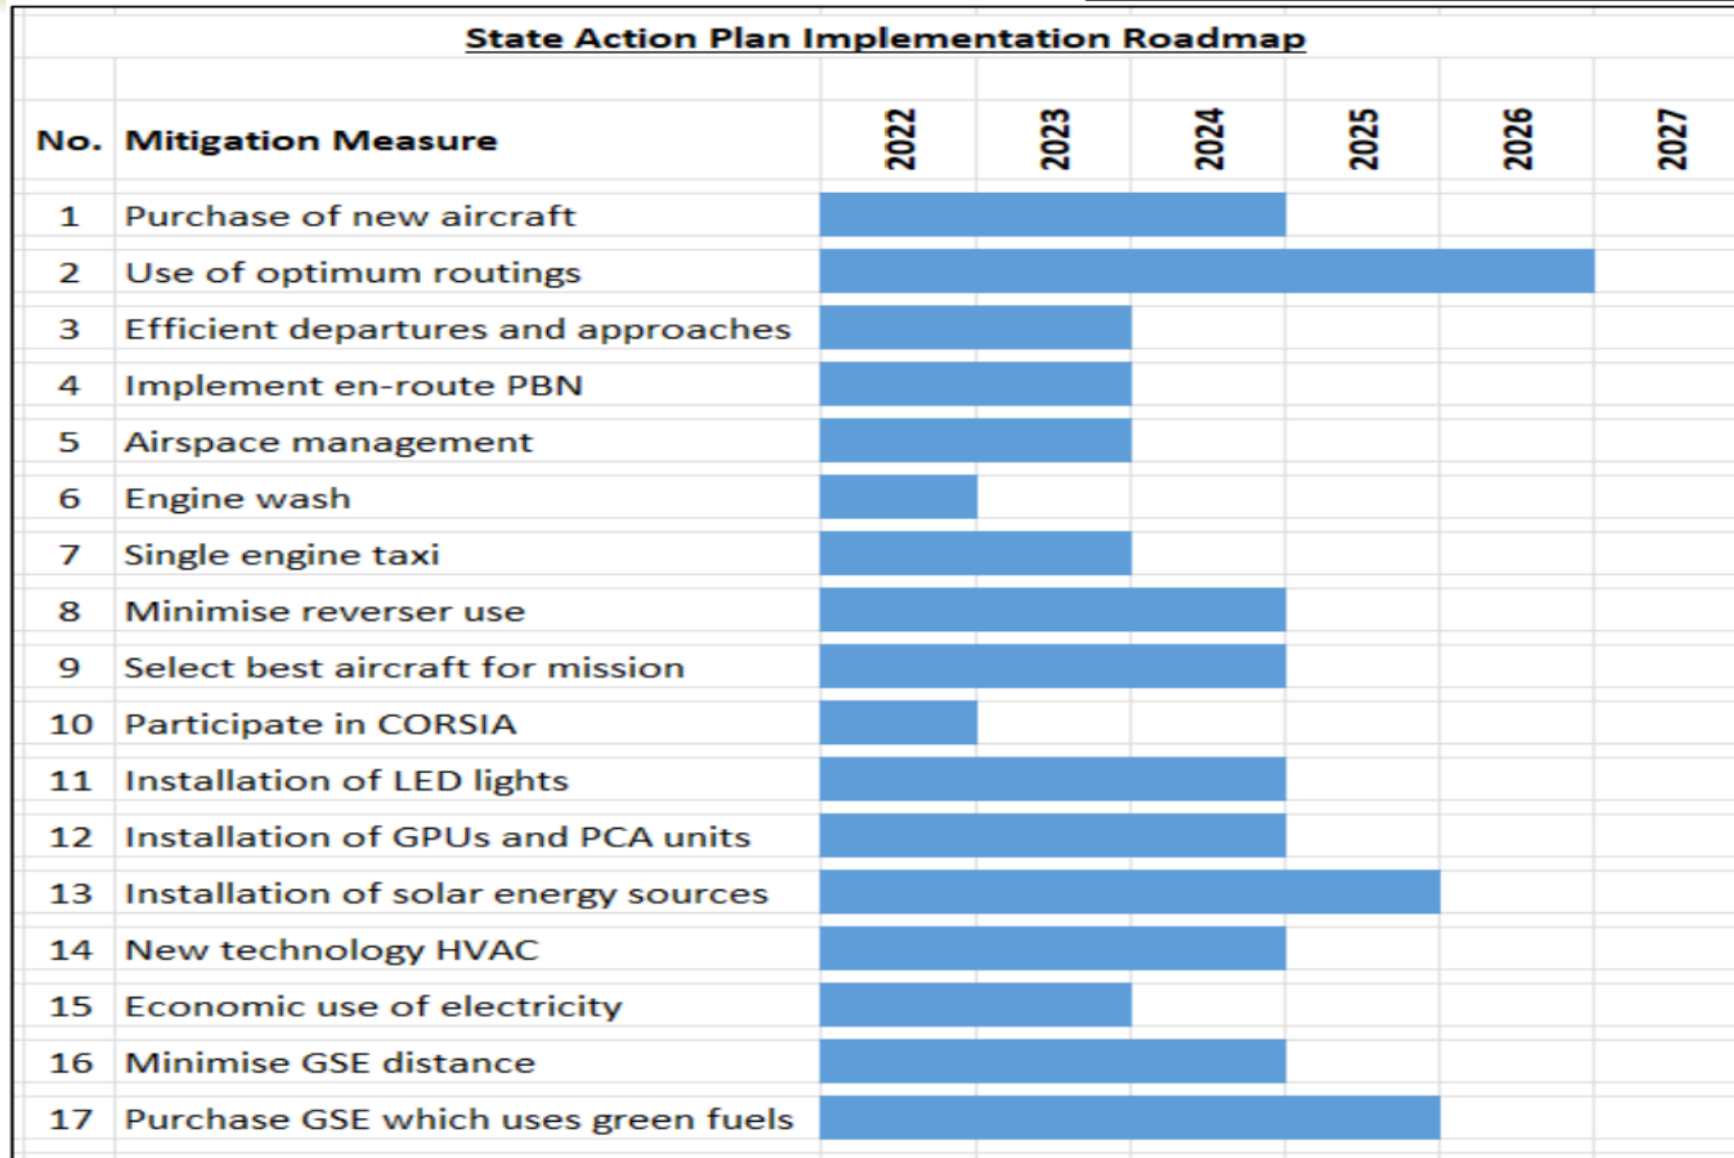 State Action Plan Implementation Roadmap
No. Mitigation Measure 2022 2023 2024 2025 2026 2027
1 Purchase of new aircraft
2 Use of optimum routings
3 Efficient departures and approaches
4 Implement en-route PBN
5 Airspace management
6 Engine wash
7 Single engine taxi
8 Minimise reverser use
9 Select best aircraft for mission
10 Participate in CORSIA
11 Installation of LED lights
12 Installation of GPUs and PCA units
13 Installation of solar energy sources
14 New technology HVAC
15 Economic use of electricity
16 Minimise GSE distance
17 Purchase GSE which uses green fuels